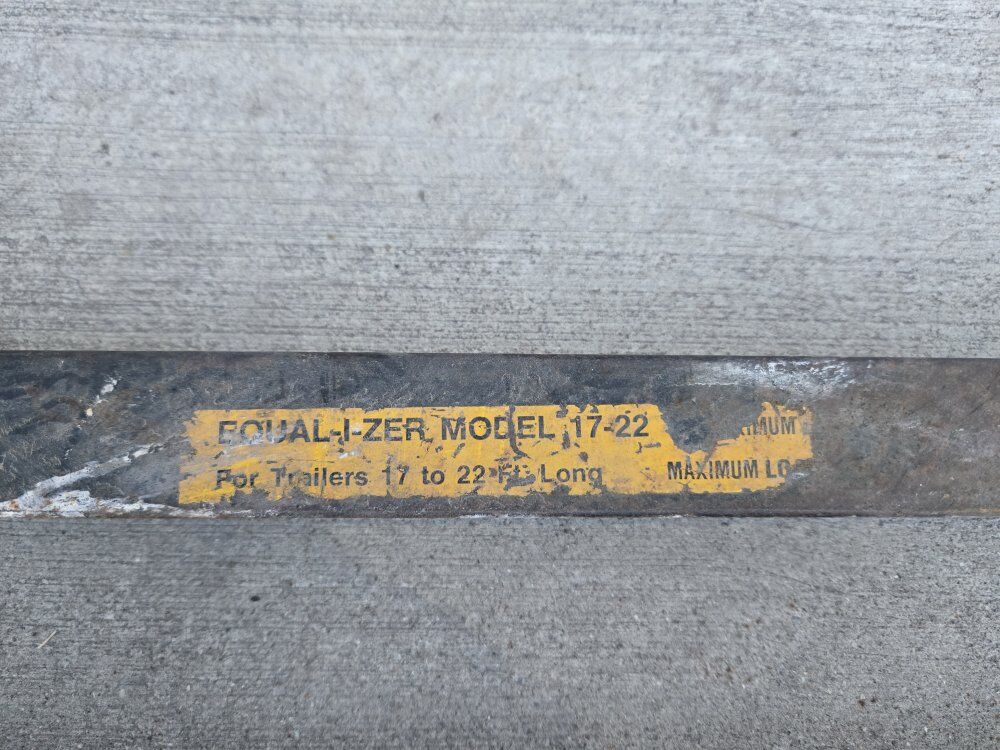 EQUAL-I-ZER MODEL 17-22
For Trailers 17 to 22 Ft. Long
MAXIMUM